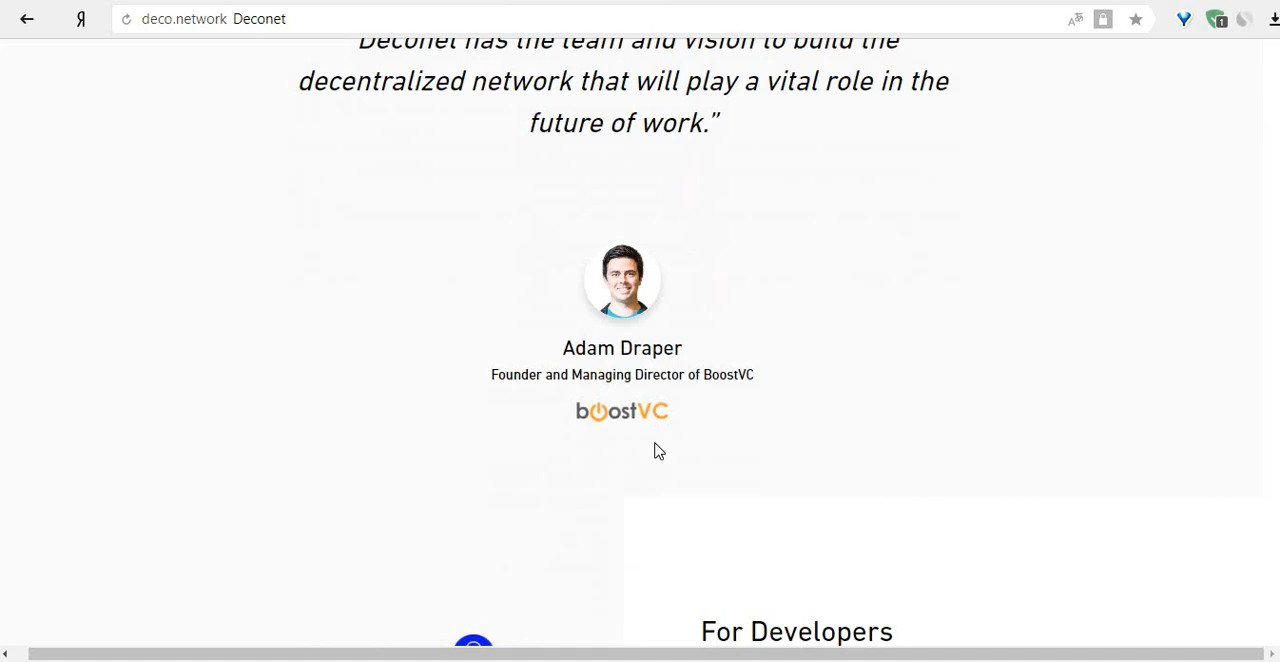 Я
deco.network Deconet
1
Deconet has the team and vision to build the
decentralized network that will play a vital role in the
future of work.”
Adam Draper
Founder and Managing Director of BoostVC
boostVC
For Developers